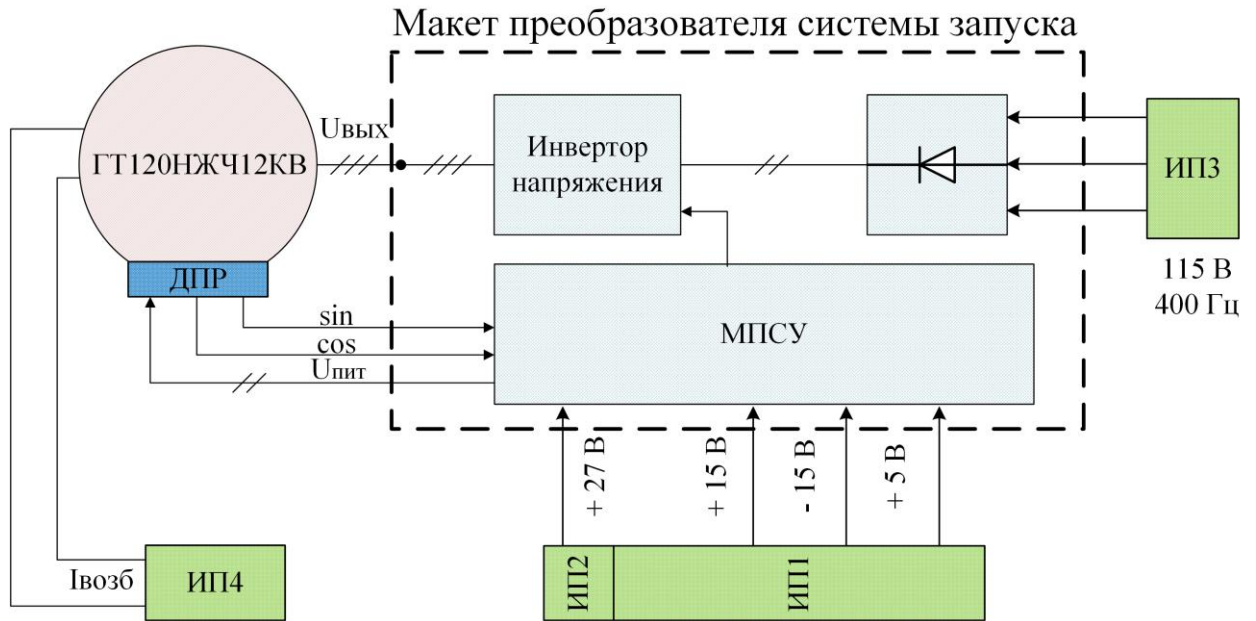 Макет преобразователя системы запуска
Uвых
ГТ120НЖЧ12КВ
Инвертор
напряжения
ИП3
115 В
400 Гц
ДПР
sin
cos
Uпит
МПСУ
+ 27 В
+ 15 В
- 15 В
+ 5 В
Iвозб
ИП4
ИП2
ИП1